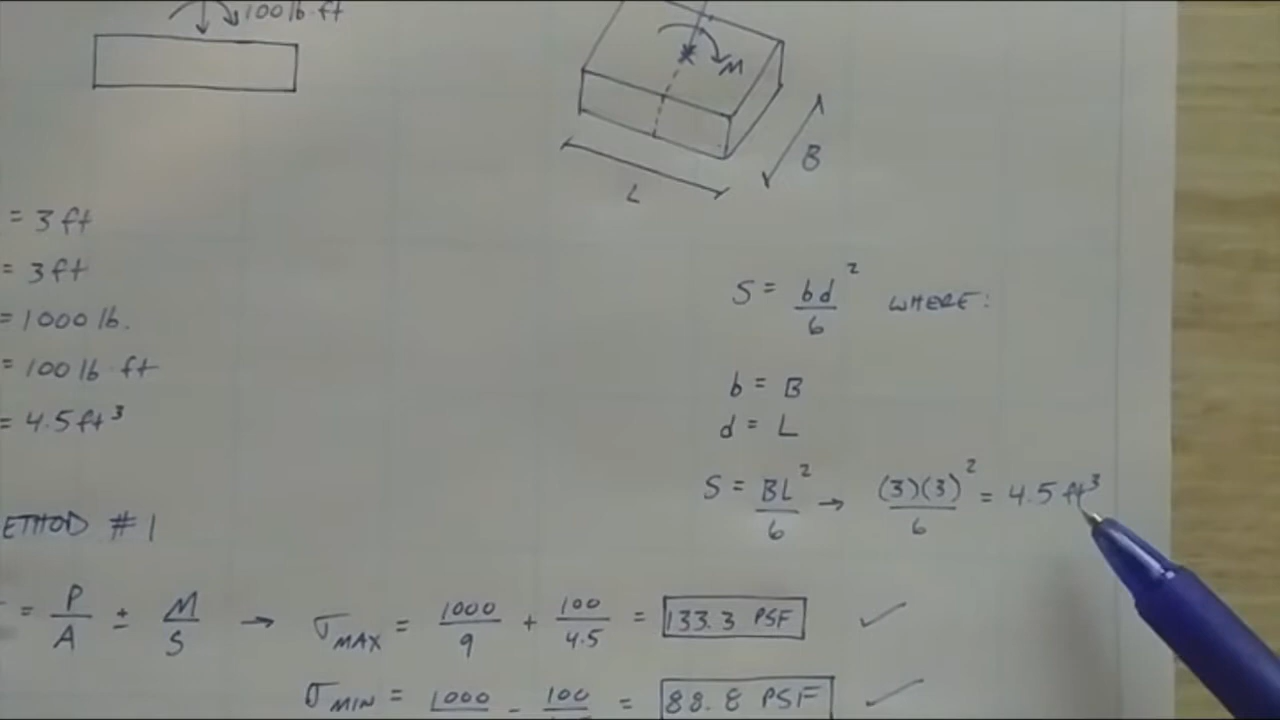 100 lb·ft
M
B
L
= 3 ft
= 3 ft
= 1000 lb.
= 100 lb·ft
= 4.5 ft³
S = bd²/6 WHERE:
b = B
d = L
S = BL²/6 → (3)(3)²/6 = 4.5 ft³
ETHOD #1
= P/A ± M/S → σMAX = 1000/9 + 100/4.5 = 133.3 PSF ✓
σMIN = 1000 - 100 = 88.8 PSF ✓